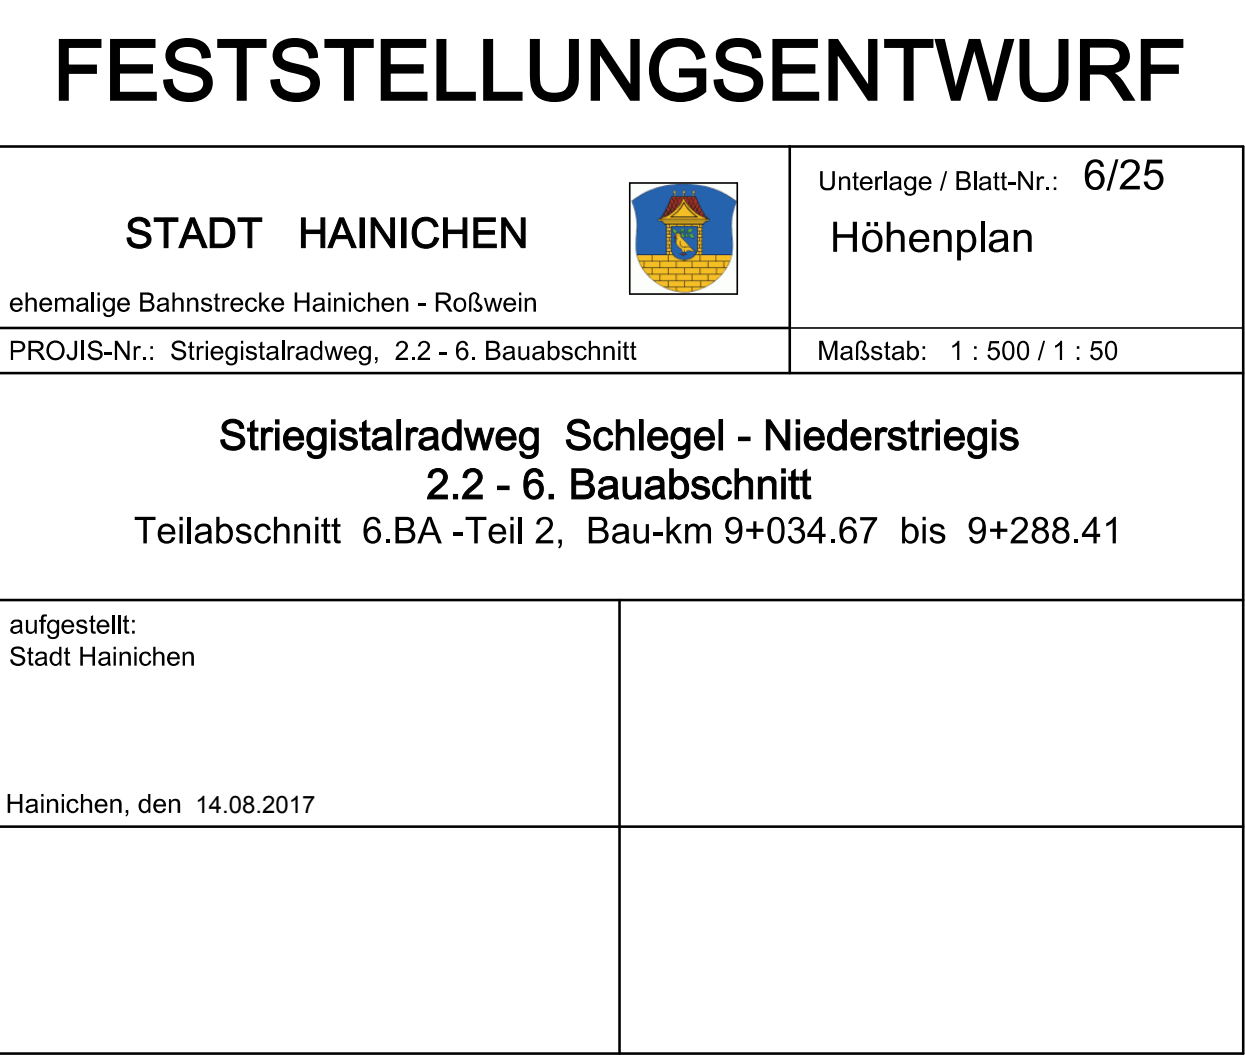 FESTSTELLUNGSENTWURF
STADT HAINICHEN
ehemalige Bahnstrecke Hainichen - Roßwein
Unterlage / Blatt-Nr.: 6/25
Höhenplan
PROJIS-Nr.: Striegistalradweg, 2.2 - 6. Bauabschnitt
Maßstab: 1 : 500 / 1 : 50
Striegistalradweg Schlegel - Niederstriegis
2.2 - 6. Bauabschnitt
Teilabschnitt 6.BA -Teil 2, Bau-km 9+034.67 bis 9+288.41
aufgestellt:
Stadt Hainichen
Hainichen, den 14.08.2017